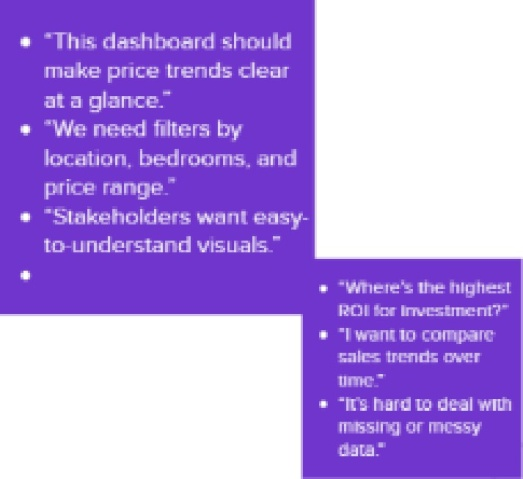 • “This dashboard should
make price trends clear
at a glance.”
• “We need filters by
location, bedrooms, and
price range.”
• “Stakeholders want easy-
to-understand visuals.”
•
• “Where's the highest
ROI for investment?”
• “I want to compare
sales trends over
time.”
• “It's hard to deal with
missing or messy
data.”